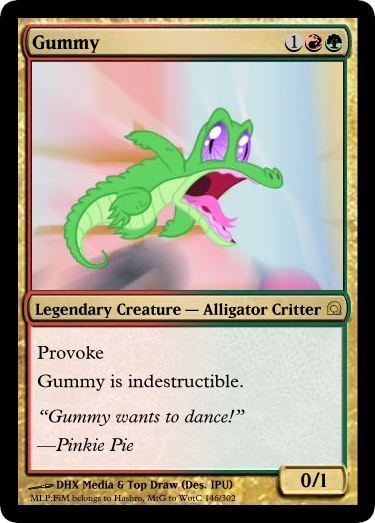 Gummy 1
Legendary Creature — Alligator Critter
Provoke
Gummy is indestructible.
“Gummy wants to dance!”
—Pinkie Pie
DHX Media & Top Draw (Des. IPU)
0/1
MLP:FiM belongs to Hasbro, MtG to WotC 146/302